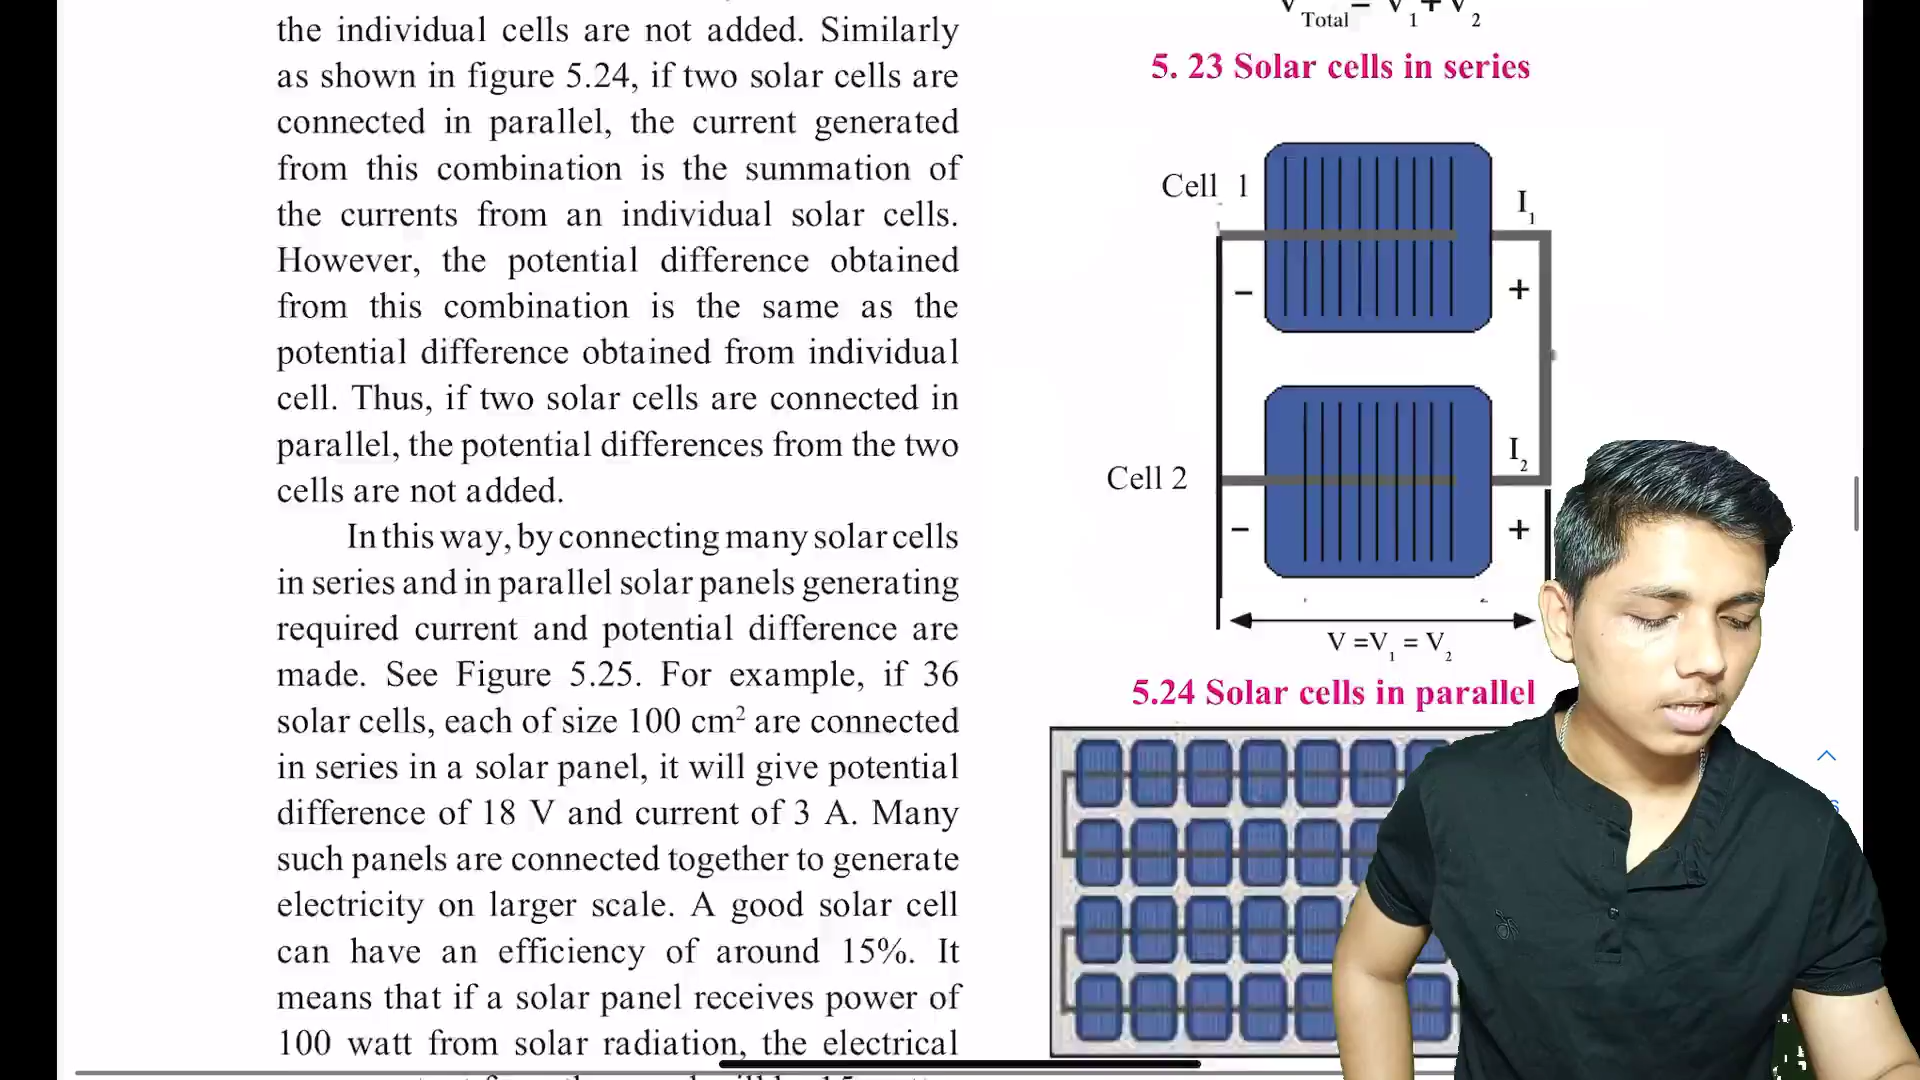 the individual cells are not added. Similarly
as shown in figure 5.24, if two solar cells are
connected in parallel, the current generated
from this combination is the summation of
the currents from an individual solar cells.
However, the potential difference obtained
from this combination is the same as the
potential difference obtained from individual
cell. Thus, if two solar cells are connected in
parallel, the potential differences from the two
cells are not added.
In this way, by connecting many solar cells
in series and in parallel solar panels generating
required current and potential difference are
made. See Figure 5.25. For example, if 36
solar cells, each of size 100 cm² are connected
in series in a solar panel, it will give potential
difference of 18 V and current of 3 A. Many
such panels are connected together to generate
electricity on larger scale. A good solar cell
can have an efficiency of around 15%. It
means that if a solar panel receives power of
100 watt from solar radiation, the electrical
V Total = V₁ + V₂
5. 23 Solar cells in series
Cell 1
I₁
− +
Cell 2
I₂
− +
V =V₁ = V₂
5.24 Solar cells in parallel